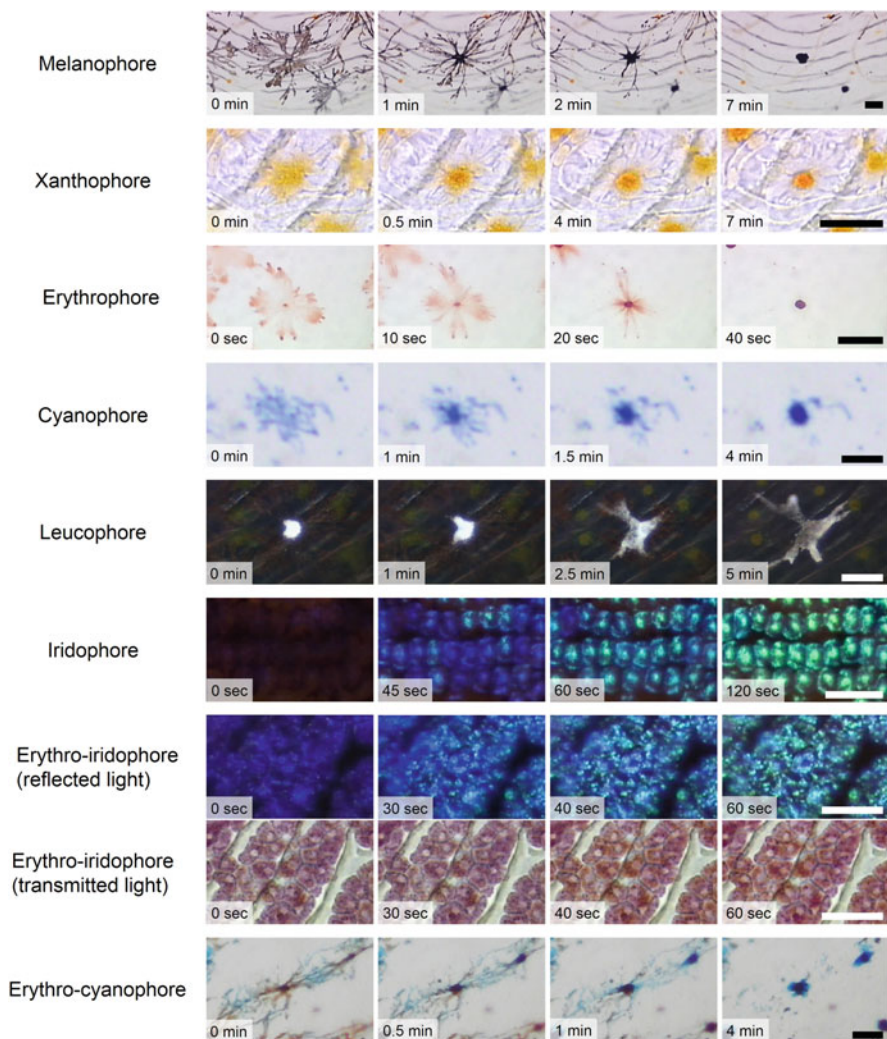 Melanophore
0 min
1 min
2 min
7 min
Xanthophore
0 min
0.5 min
4 min
7 min
Erythrophore
0 sec
10 sec
20 sec
40 sec
Cyanophore
0 min
1 min
1.5 min
4 min
Leucophore
0 min
1 min
2.5 min
5 min
Iridophore
0 sec
45 sec
60 sec
120 sec
Erythro-iridophore
(reflected light)
0 sec
30 sec
40 sec
60 sec
Erythro-iridophore
(transmitted light)
0 sec
30 sec
40 sec
60 sec
Erythro-cyanophore
0 min
0.5 min
1 min
4 min